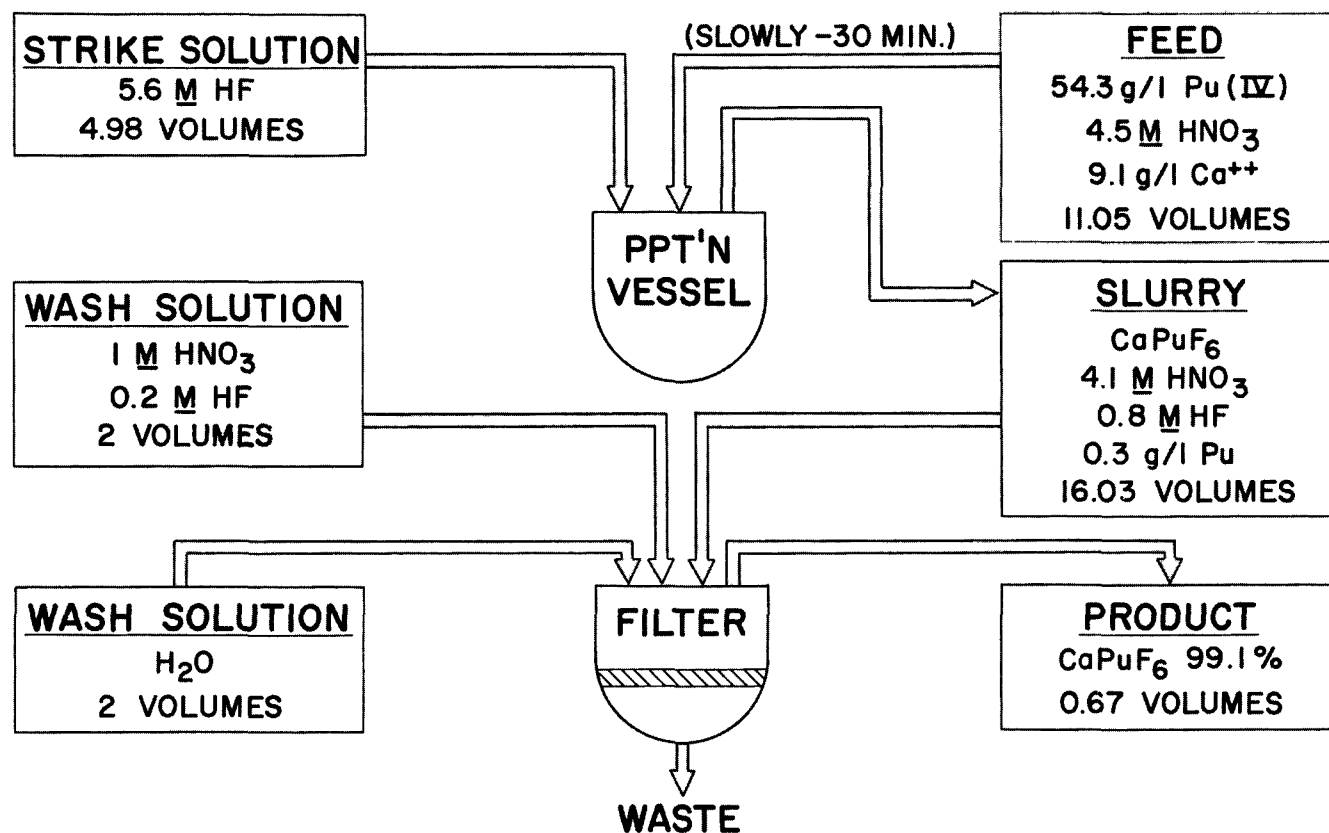 STRIKE SOLUTION
5.6 M HF
4.98 VOLUMES
(SLOWLY -30 MIN.)
FEED
54.3 g/l Pu (IV)
4.5 M HNO3
9.1 g/l Ca++
11.05 VOLUMES
PPT'N
VESSEL
WASH SOLUTION
1 M HNO3
0.2 M HF
2 VOLUMES
SLURRY
CaPuF6
4.1 M HNO3
0.8 M HF
0.3 g/l Pu
16.03 VOLUMES
WASH SOLUTION
H2O
2 VOLUMES
FILTER
PRODUCT
CaPuF6 99.1%
0.67 VOLUMES
WASTE